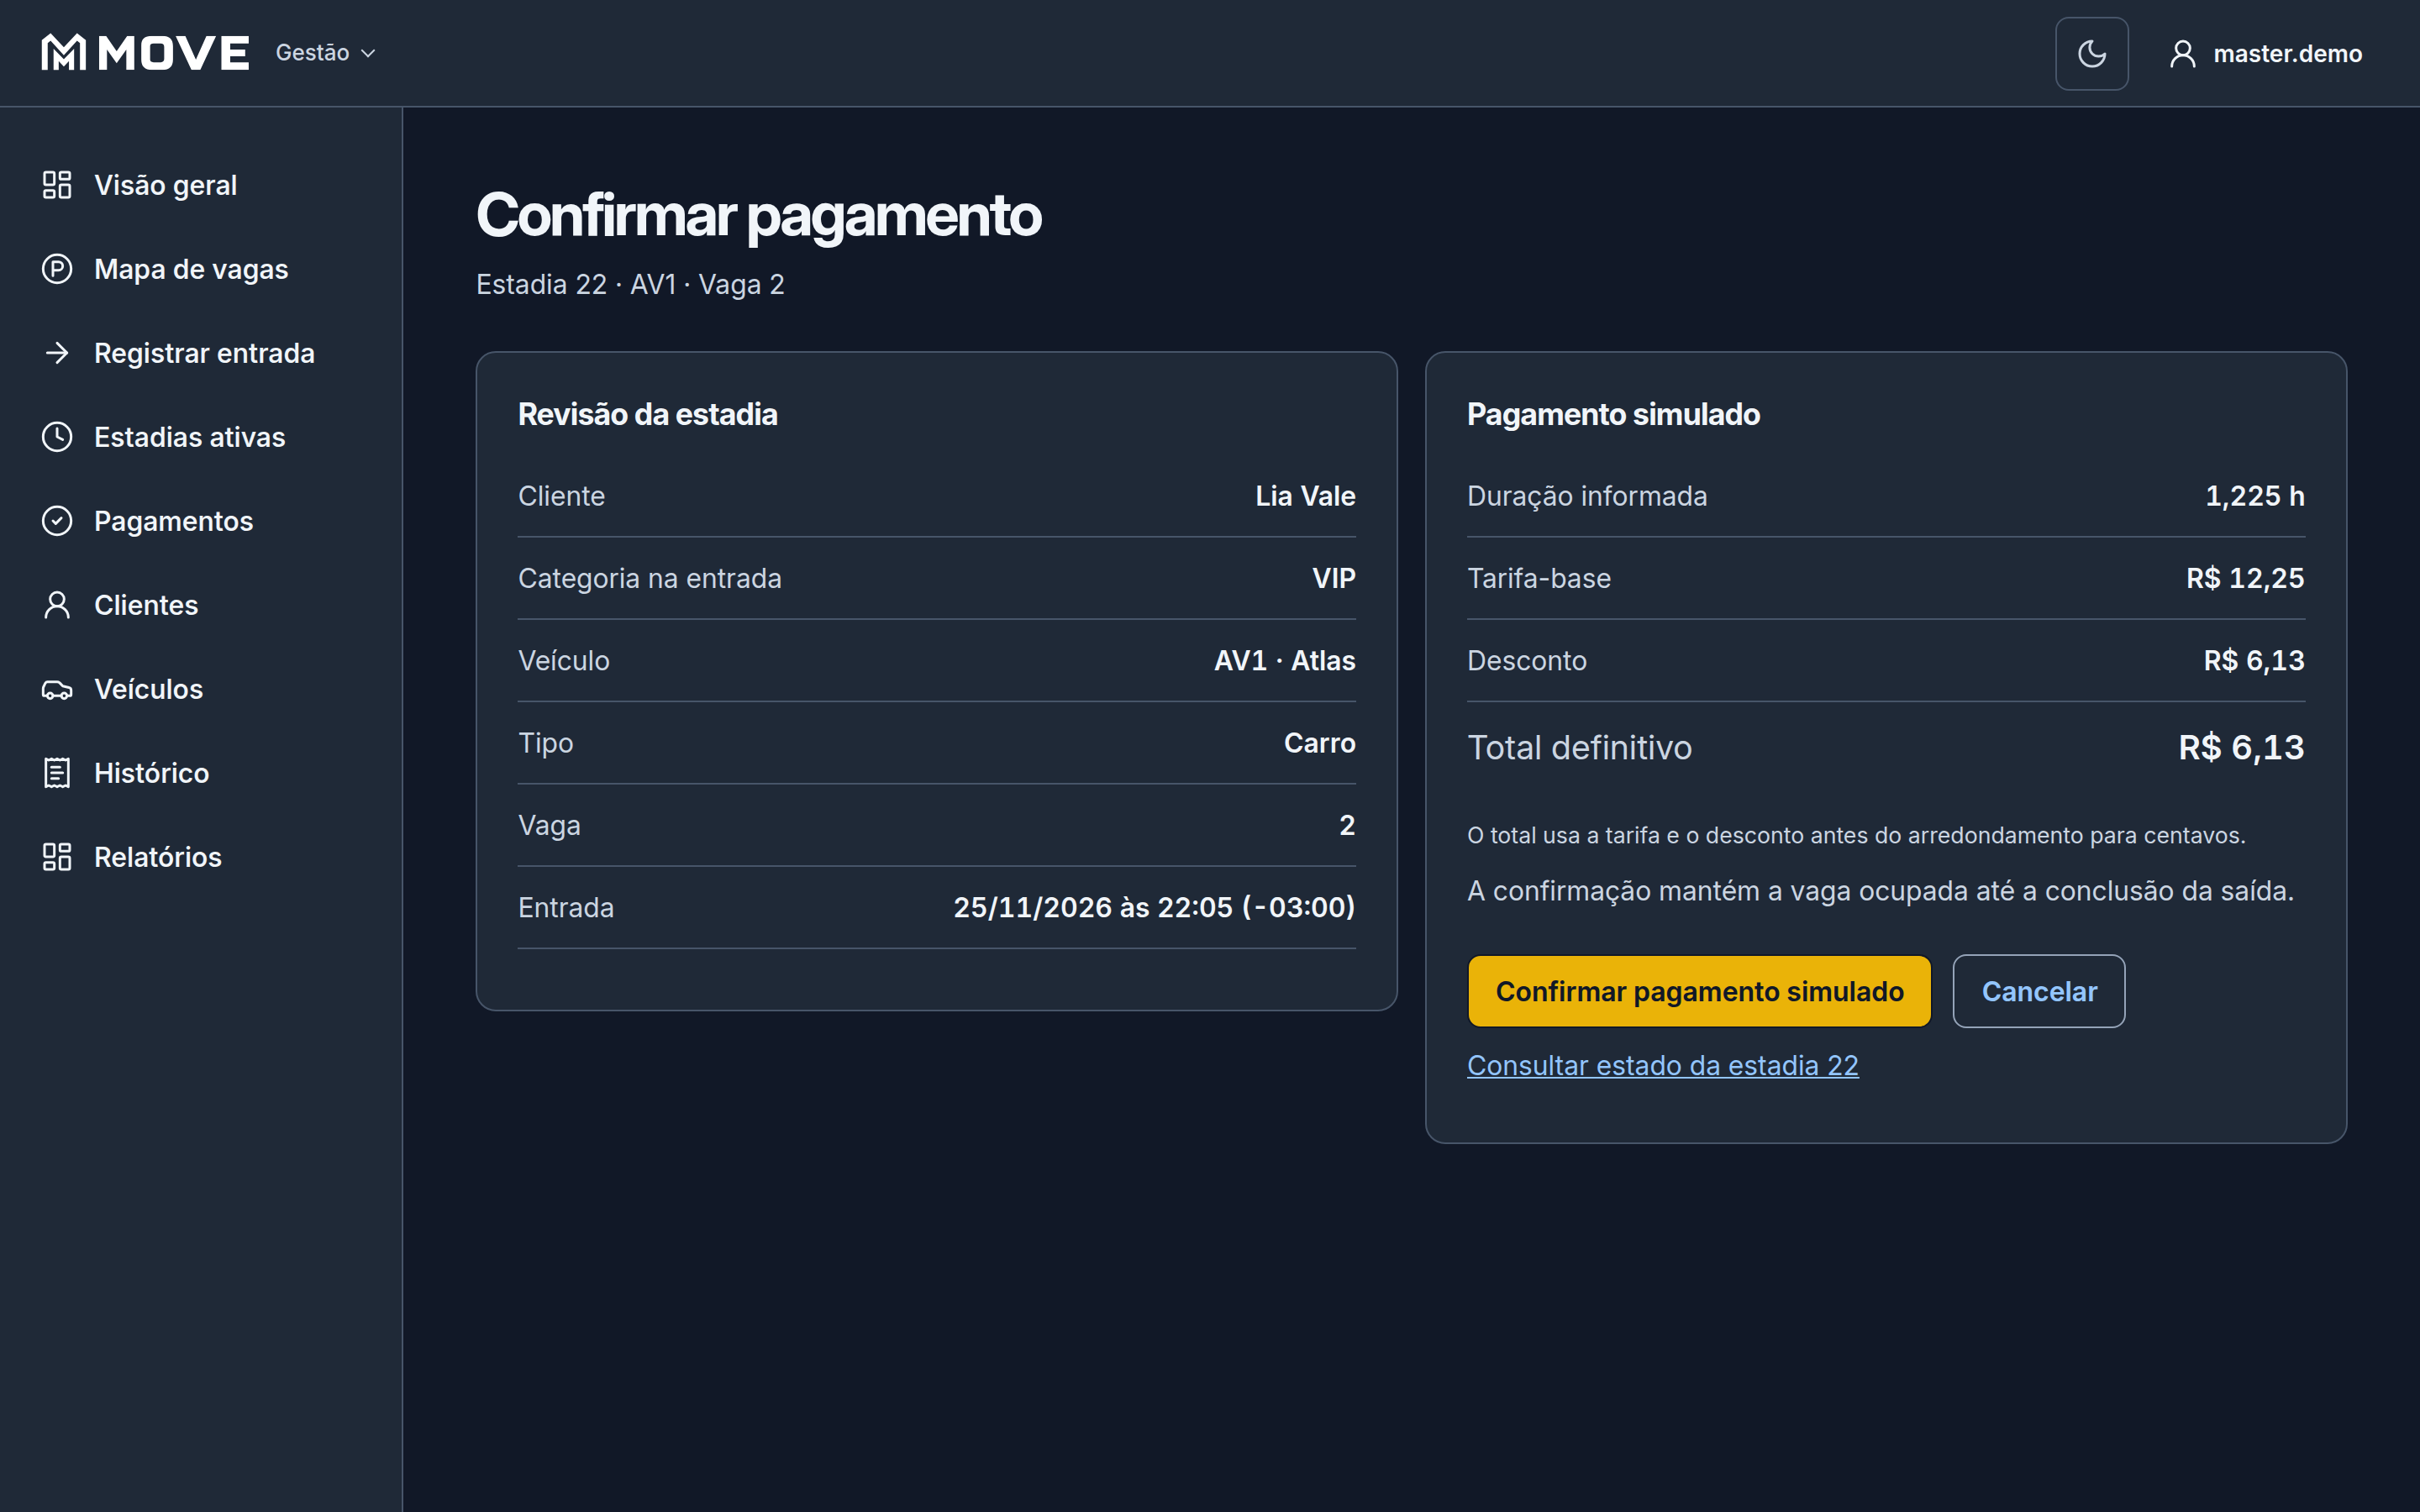 MOVE Gestão
master.demo
Visão geral
Mapa de vagas
Registrar entrada
Estadias ativas
Pagamentos
Clientes
Veículos
Histórico
Relatórios
Confirmar pagamento
Estadia 22 · AV1 · Vaga 2
Revisão da estadia
Cliente Lia Vale
Categoria na entrada VIP
Veículo AV1 · Atlas
Tipo Carro
Vaga 2
Entrada 25/11/2026 às 22:05 (-03:00)
Pagamento simulado
Duração informada 1,225 h
Tarifa-base R$ 12,25
Desconto R$ 6,13
Total definitivo R$ 6,13
O total usa a tarifa e o desconto antes do arredondamento para centavos.
A confirmação mantém a vaga ocupada até a conclusão da saída.
Confirmar pagamento simulado Cancelar
Consultar estado da estadia 22